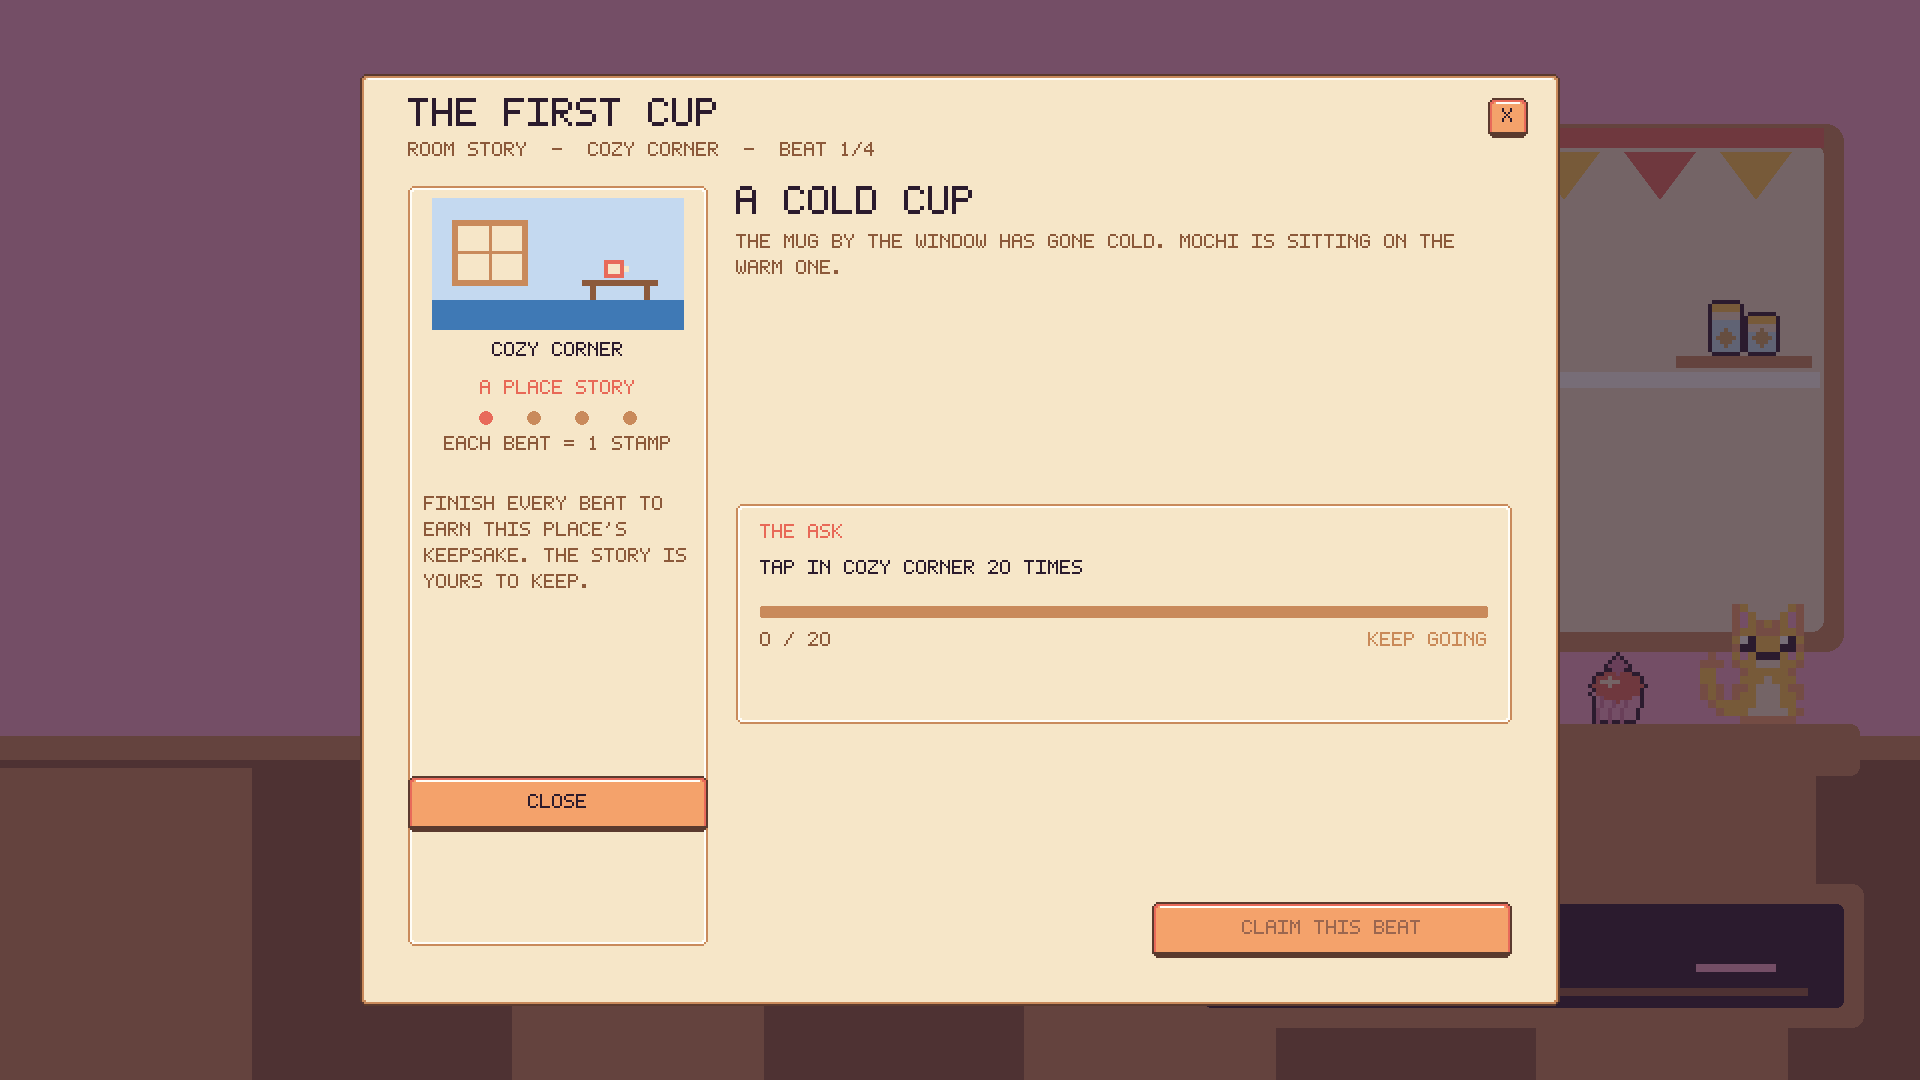 THE FIRST CUP
X
ROOM STORY - COZY CORNER - BEAT 1/4
COZY CORNER
A PLACE STORY
EACH BEAT = 1 STAMP
FINISH EVERY BEAT TO
EARN THIS PLACE'S
KEEPSAKE. THE STORY IS
YOURS TO KEEP.
CLOSE
A COLD CUP
THE MUG BY THE WINDOW HAS GONE COLD. MOCHI IS SITTING ON THE
WARM ONE.
THE ASK
TAP IN COZY CORNER 20 TIMES
0 / 20
KEEP GOING
CLAIM THIS BEAT